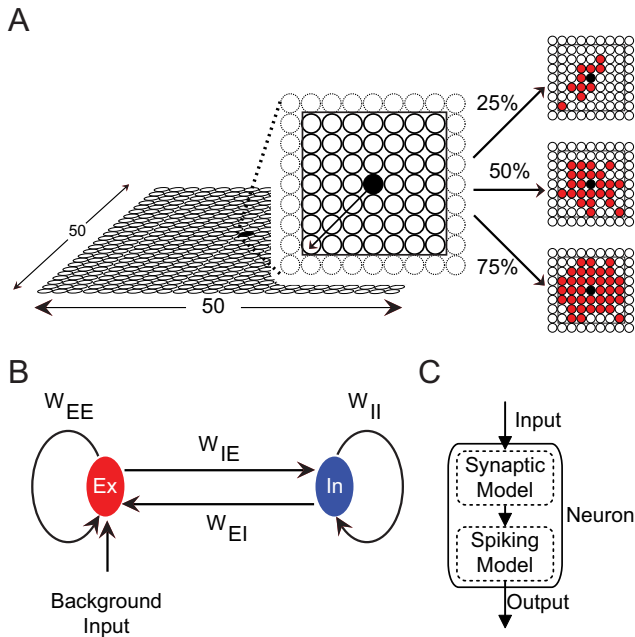 A
25%
50%
75%
50
50
B
C
W EE
W II
W IE
W EI
Ex
In
Background
Input
Input
Synaptic
Model
Neuron
Spiking
Model
Output